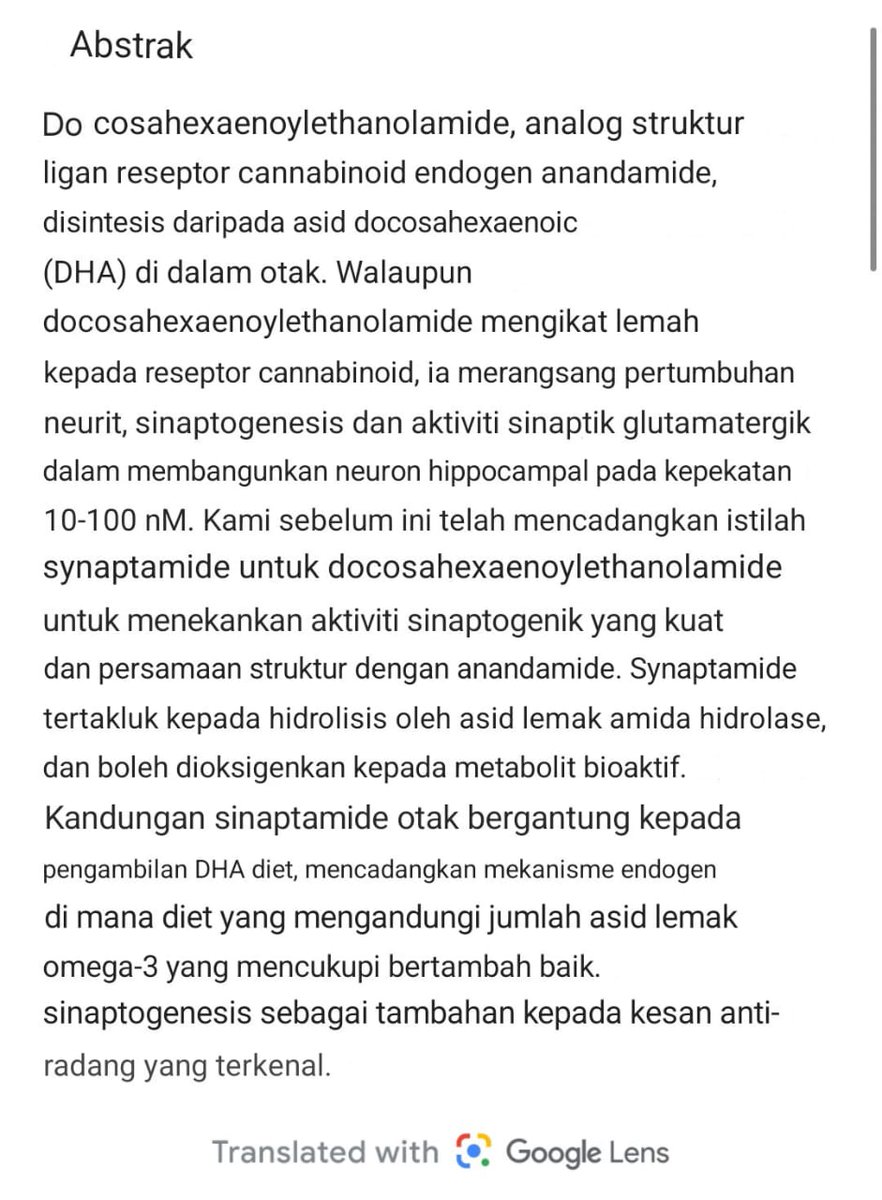 Abstrak
Do cosahexaenoylethanolamide, analog struktur
ligan reseptor cannabinoid endogen anandamide,
disintesis daripada asid docosahexaenoic
(DHA) di dalam otak. Walaupun
docosahexaenoylethanolamide mengikat lemah
kepada reseptor cannabinoid, ia merangsang pertumbuhan
neurit, sinaptogenesis dan aktiviti sinaptik glutamatergik
dalam membangunkan neuron hippocampal pada kepekatan
10-100 nM. Kami sebelum ini telah mencadangkan istilah
synaptamide untuk docosahexaenoylethanolamide
untuk menekankan aktiviti sinaptogenik yang kuat
dan persamaan struktur dengan anandamide. Synaptamide
tertakluk kepada hidrolisis oleh asid lemak amida hidrolase,
dan boleh dioksigenkan kepada metabolit bioaktif.
Kandungan sinaptamide otak bergantung kepada
pengambilan DHA diet, mencadangkan mekanisme endogen
di mana diet yang mengandungi jumlah asid lemak
omega-3 yang mencukupi bertambah baik.
sinaptogenesis sebagai tambahan kepada kesan anti-
radang yang terkenal.
Translated with Google Lens